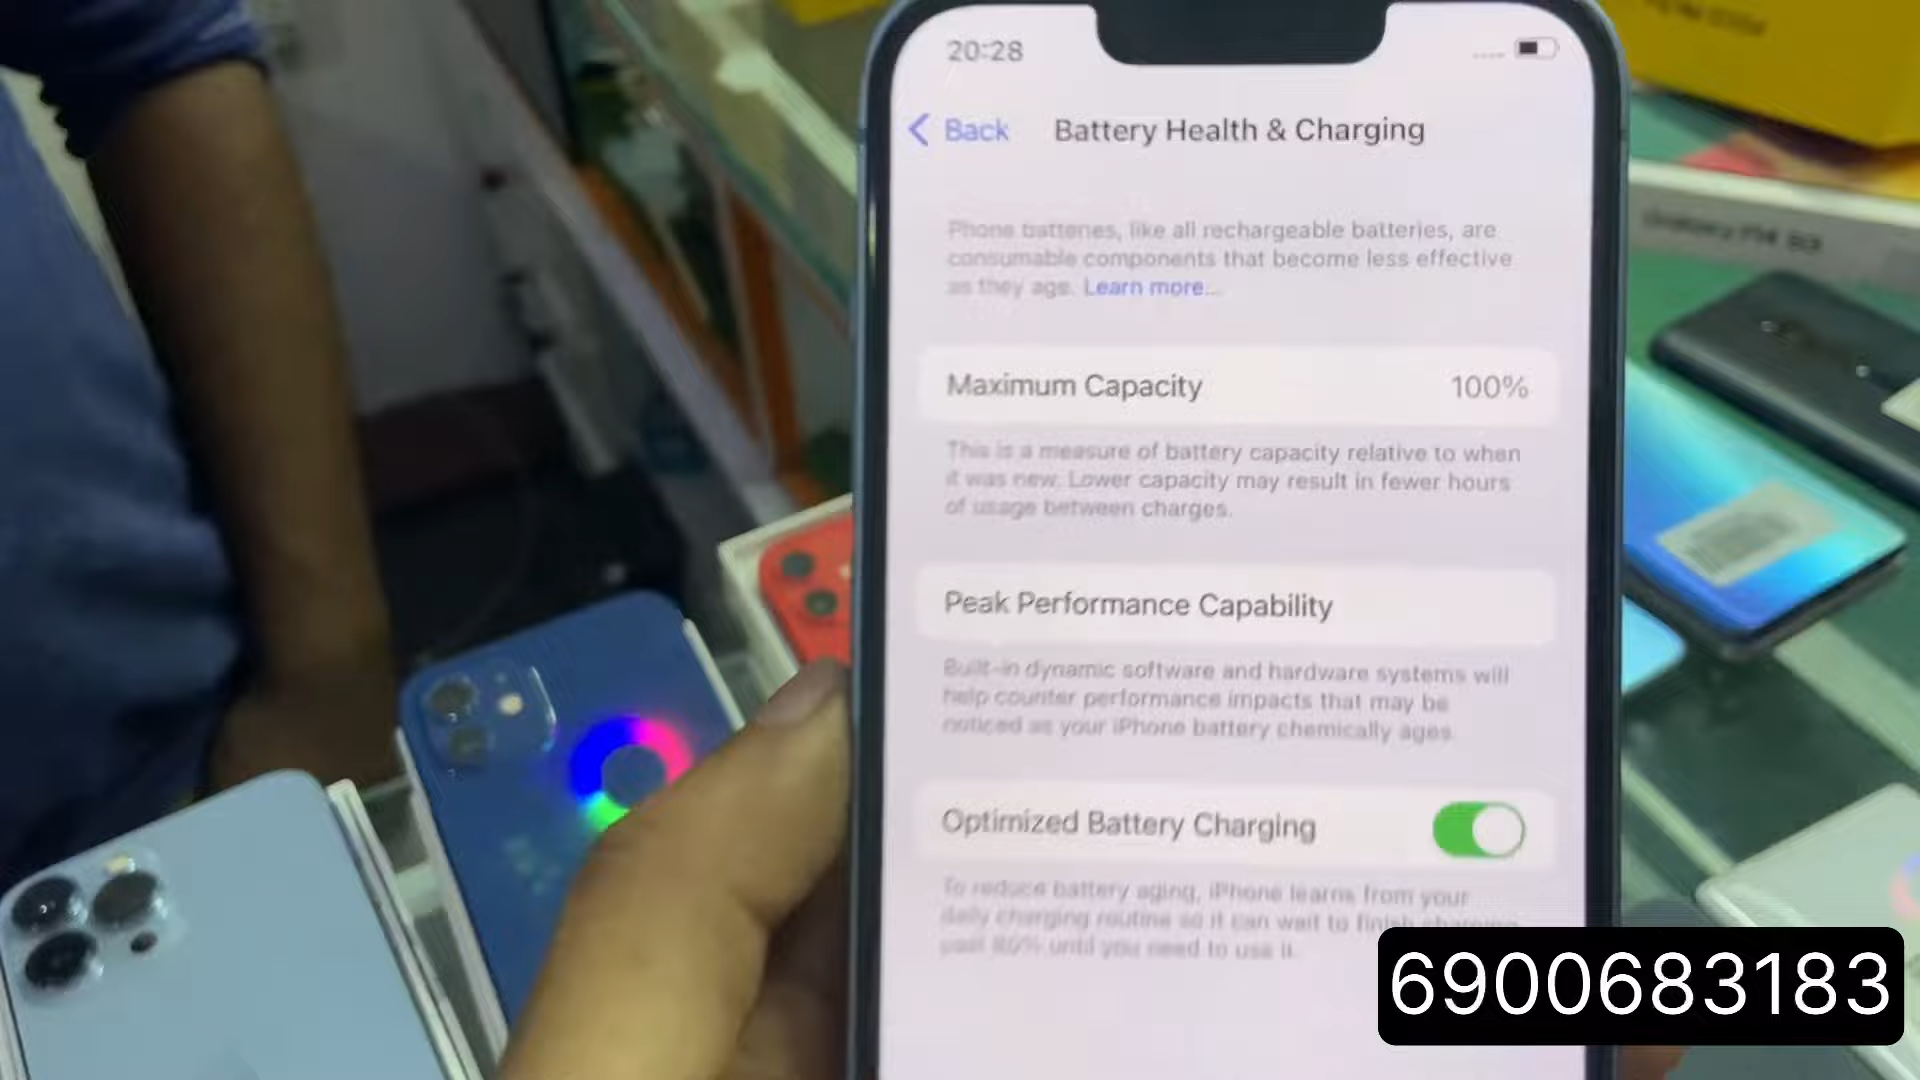 20:28
Back
Battery Health & Charging
Phone batteries, like all rechargeable batteries, are
consumable components that become less effective
as they age. Learn more...
Maximum Capacity 100%
This is a measure of battery capacity relative to when
it was new. Lower capacity may result in fewer hours
of usage between charges.
Peak Performance Capability
Built-in dynamic software and hardware systems will
help counter performance impacts that may be
noticed as your iPhone battery chemically ages.
Optimized Battery Charging
To reduce battery aging, iPhone learns from your
daily charging routine so it can wait to finish charging
past 80% until you need to use it.
6900683183